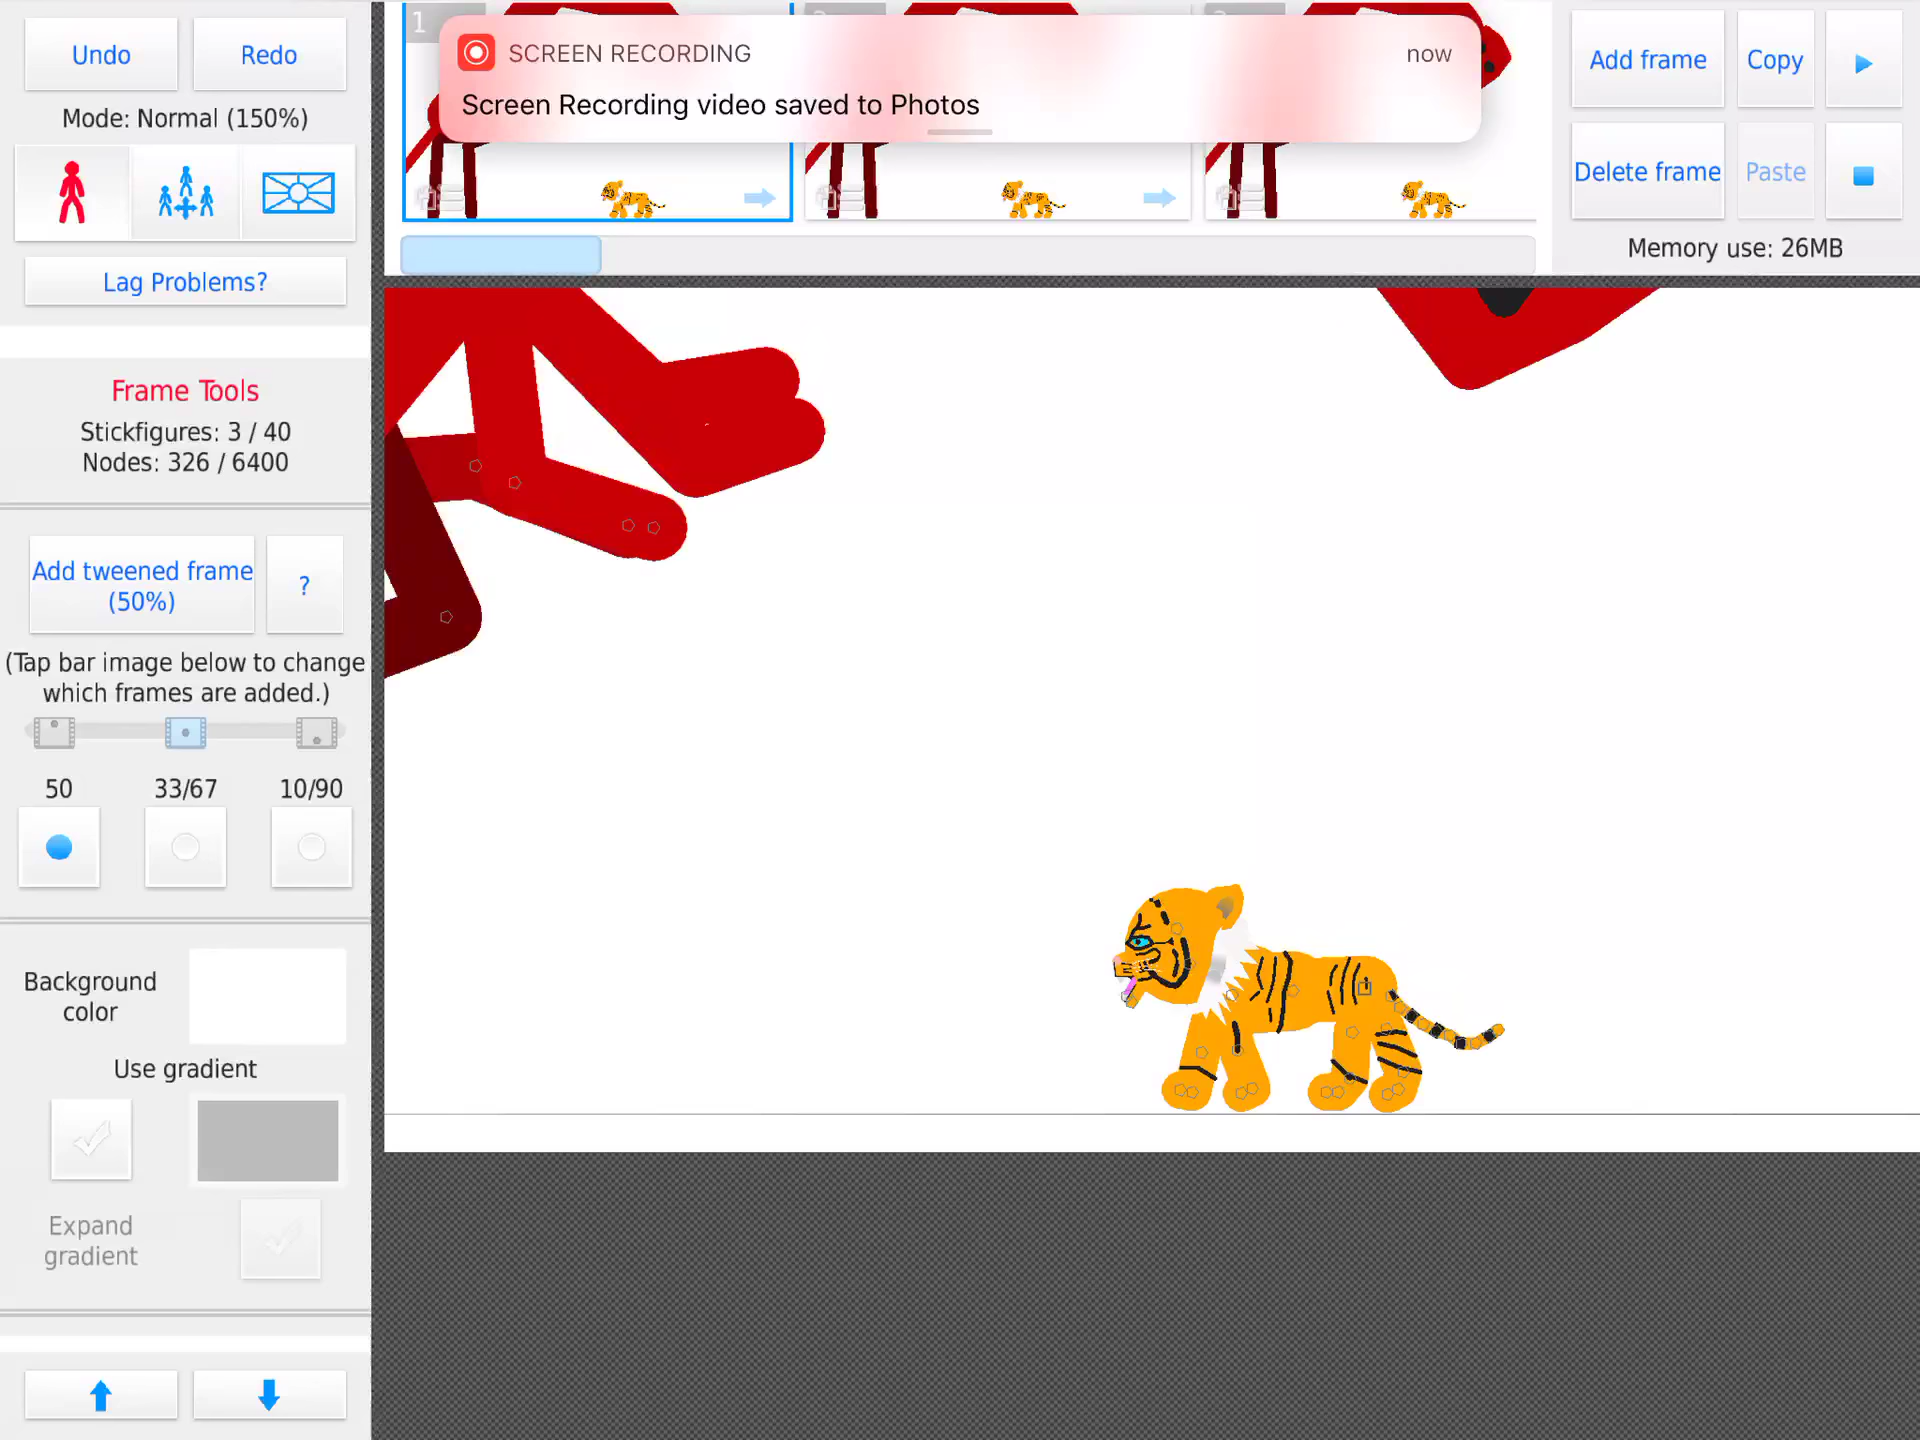 Undo
Redo
Mode: Normal (150%)
Lag Problems?
Frame Tools
Stickfigures: 3 / 40
Nodes: 326 / 6400
Add tweened frame
(50%)
?
(Tap bar image below to change
which frames are added.)
50
33/67
10/90
Background
color
Use gradient
Expand
gradient
1
SCREEN RECORDING
now
Screen Recording video saved to Photos
Add frame
Copy
Delete frame
Paste
Memory use: 26MB